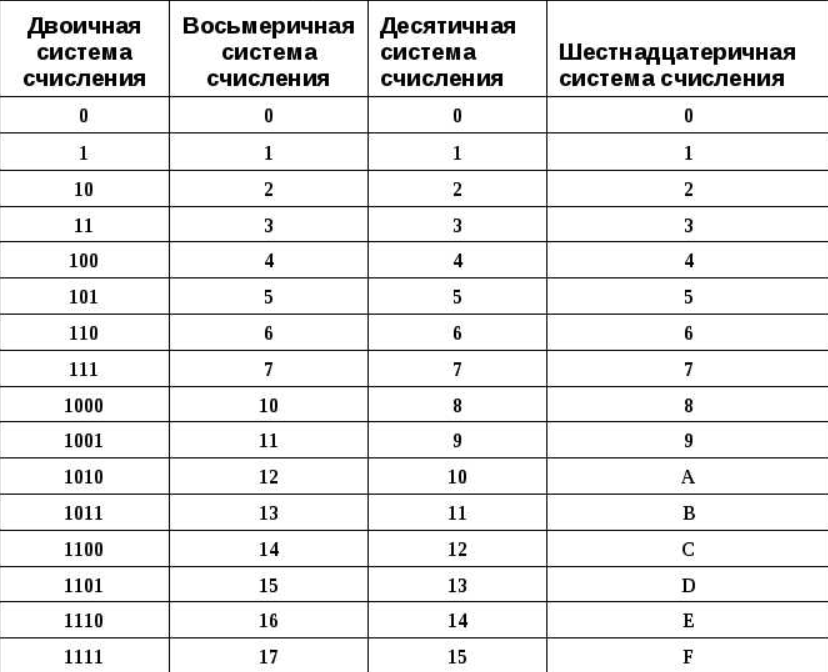 Двоичная система счисления
Восьмеричная система счисления
Десятичная система счисления
Шестнадцатеричная система счисления
0 0 0 0
1 1 1 1
10 2 2 2
11 3 3 3
100 4 4 4
101 5 5 5
110 6 6 6
111 7 7 7
1000 10 8 8
1001 11 9 9
1010 12 10 A
1011 13 11 B
1100 14 12 C
1101 15 13 D
1110 16 14 E
1111 17 15 F